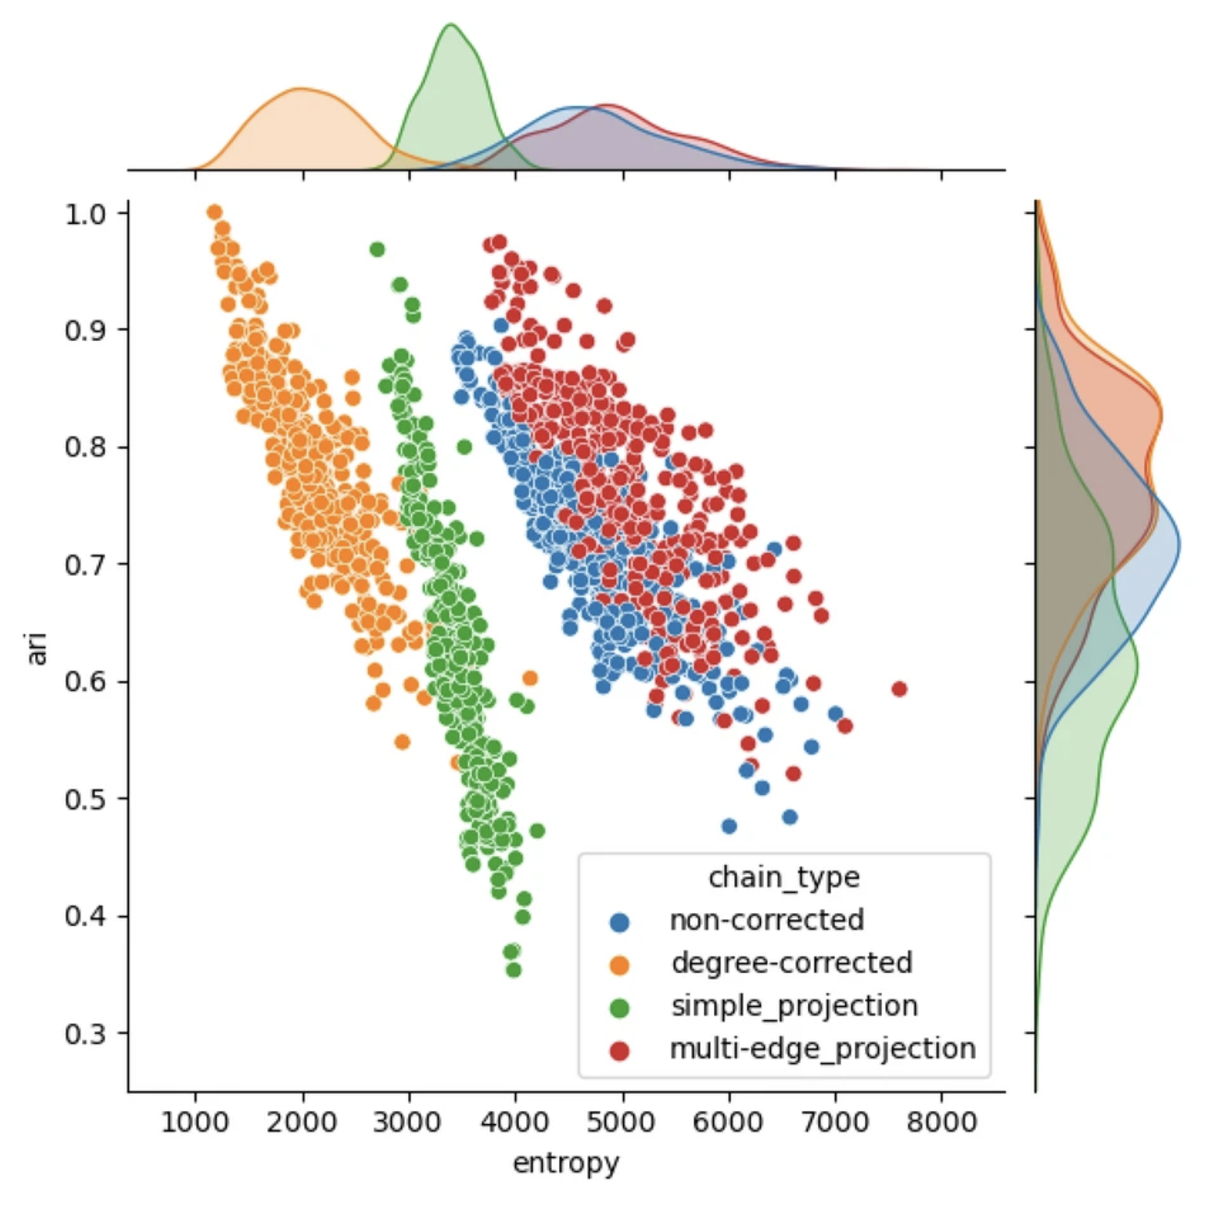 1.0
0.9
0.8
0.7
0.6
0.5
0.4
0.3
ari
chain_type
non-corrected
degree-corrected
simple_projection
multi-edge_projection
1000 2000 3000 4000 5000 6000 7000 8000
entropy